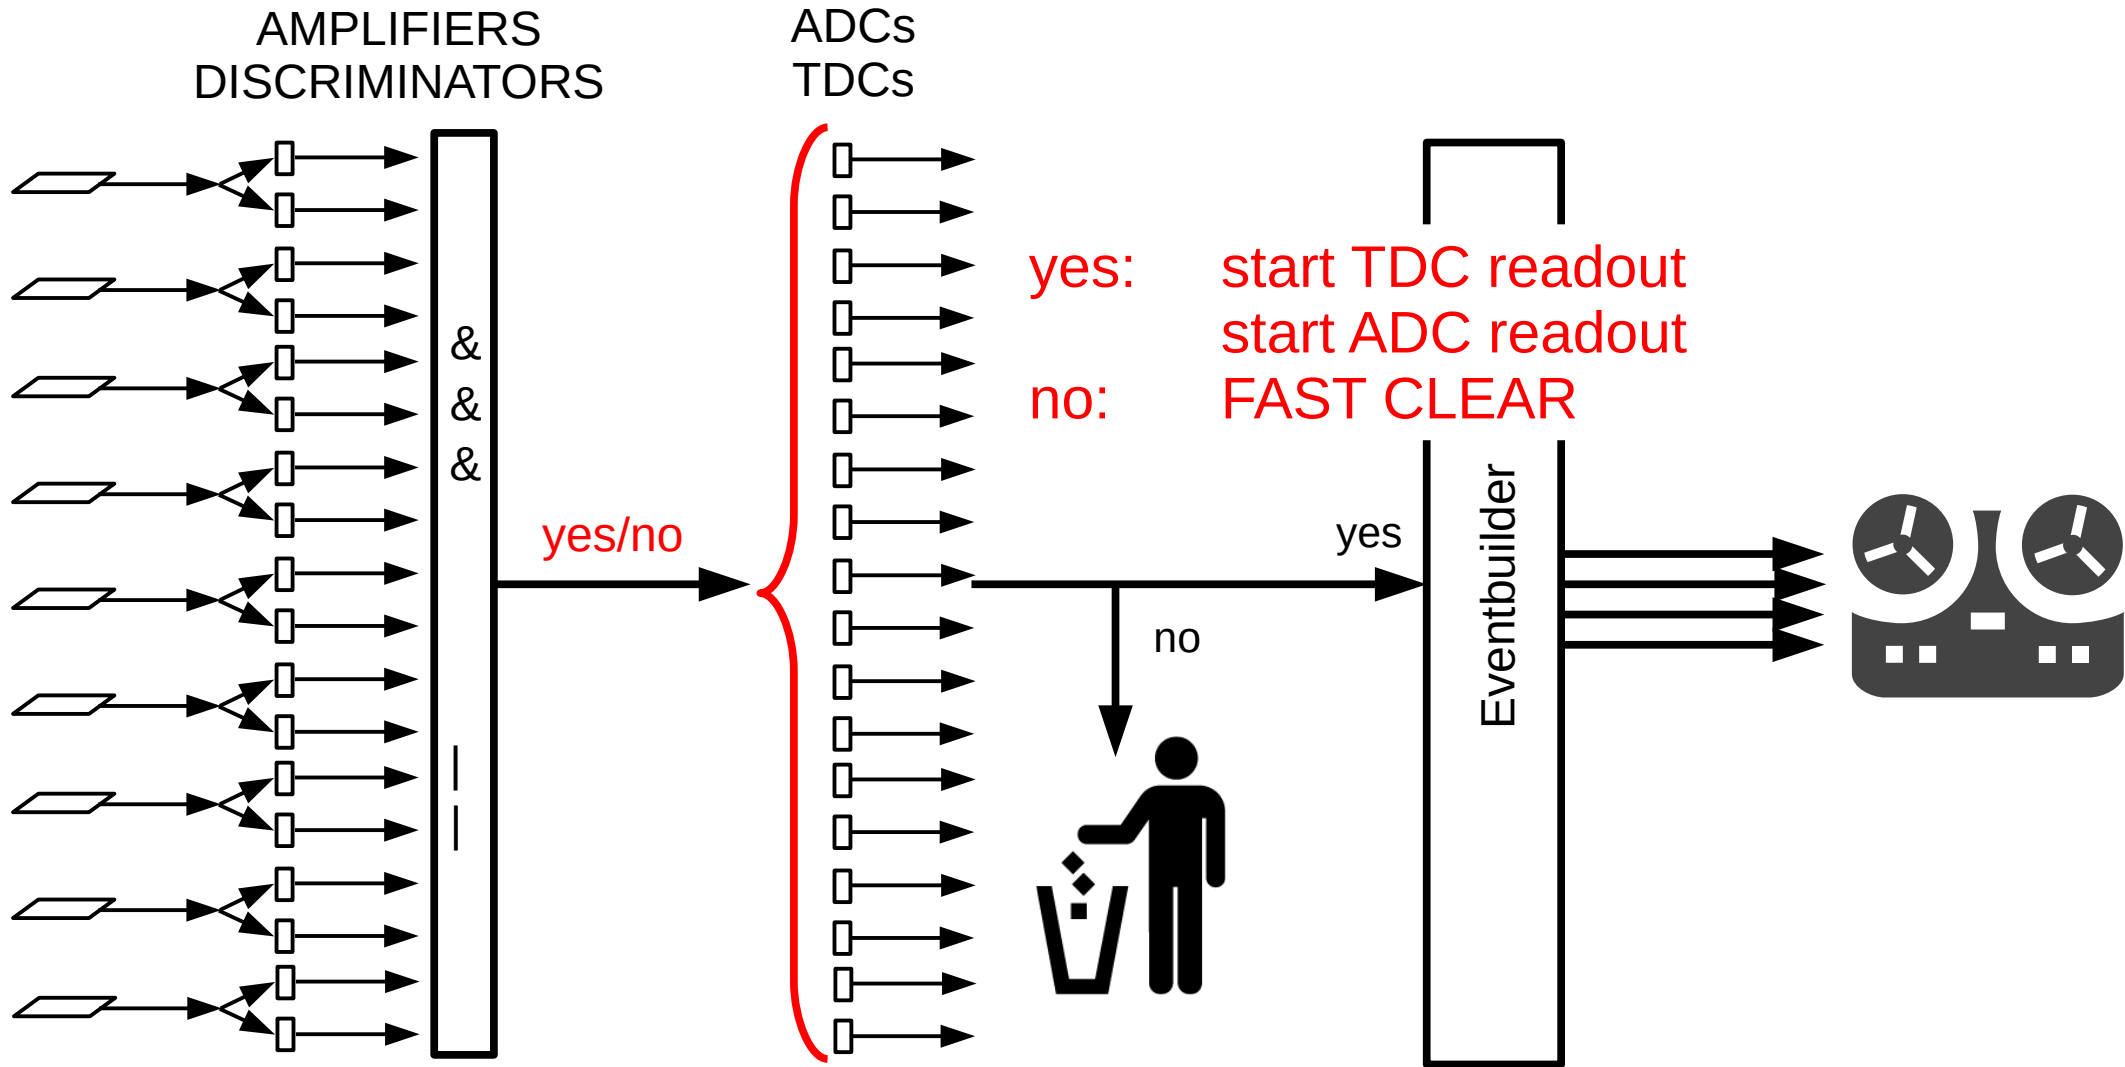 AMPLIFIERS
DISCRIMINATORS
ADCs
TDCs
yes: start TDC readout
start ADC readout
no: FAST CLEAR
&
&
&
|
|
yes/no
yes
no
Eventbuilder